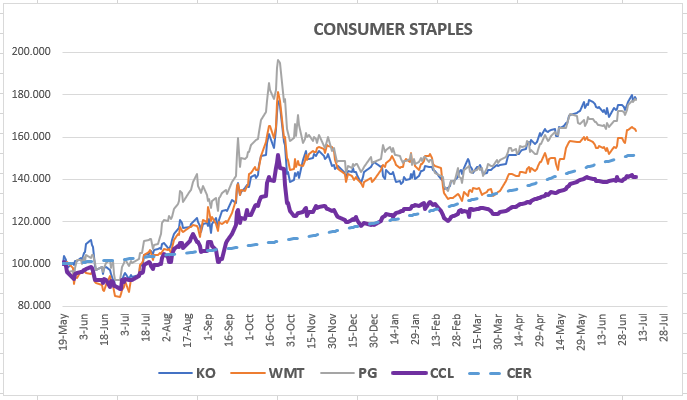 CONSUMER STAPLES
200.000
180.000
160.000
140.000
120.000
100.000
80.000
19-May
3-Jun
18-Jun
3-Jul
18-Jul
2-Aug
17-Aug
1-Sep
16-Sep
1-Oct
16-Oct
31-Oct
15-Nov
30-Nov
15-Dec
30-Dec
14-Jan
29-Jan
13-Feb
28-Feb
15-Mar
30-Mar
14-Apr
29-Apr
14-May
29-May
13-Jun
28-Jun
13-Jul
28-Jul
KO WMT PG CCL CER